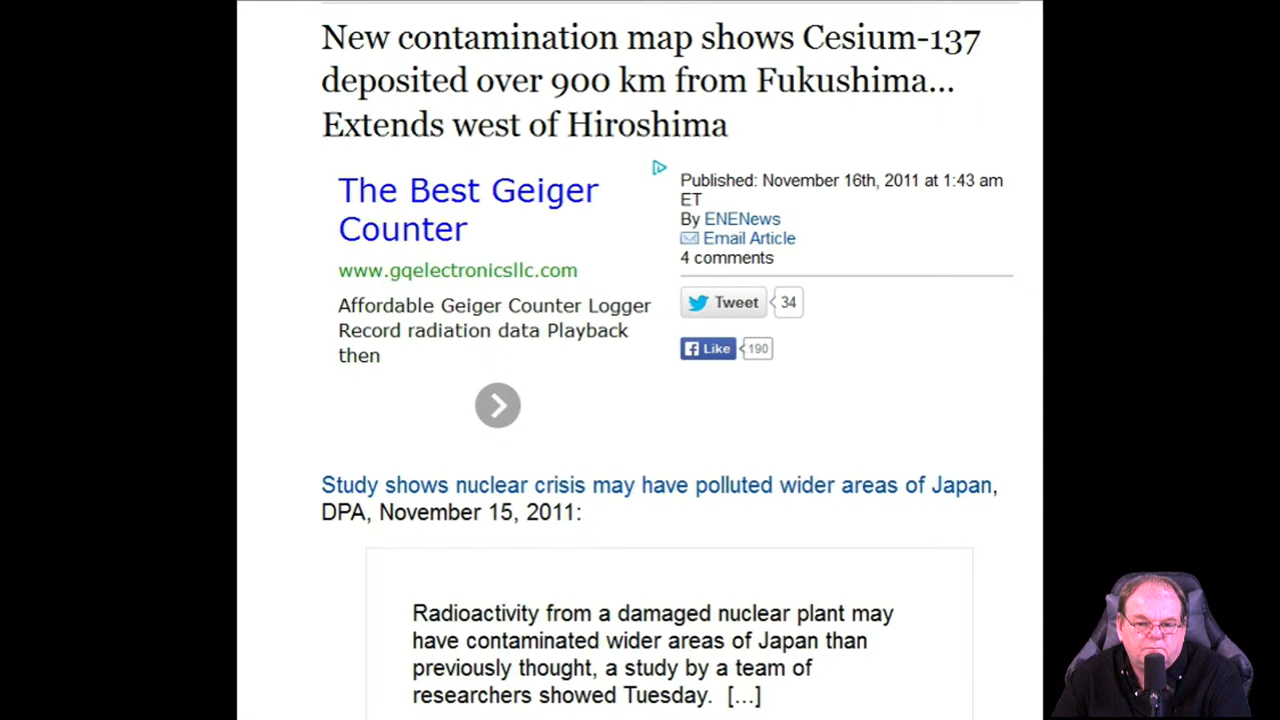 New contamination map shows Cesium-137
deposited over 900 km from Fukushima...
Extends west of Hiroshima
The Best Geiger
Counter
www.gqelectronicsllc.com
Affordable Geiger Counter Logger
Record radiation data Playback
then
Published: November 16th, 2011 at 1:43 am
ET
By ENENews
Email Article
4 comments
Tweet 34
Like 190
Study shows nuclear crisis may have polluted wider areas of Japan,
DPA, November 15, 2011:
Radioactivity from a damaged nuclear plant may
have contaminated wider areas of Japan than
previously thought, a study by a team of
researchers showed Tuesday. [...]